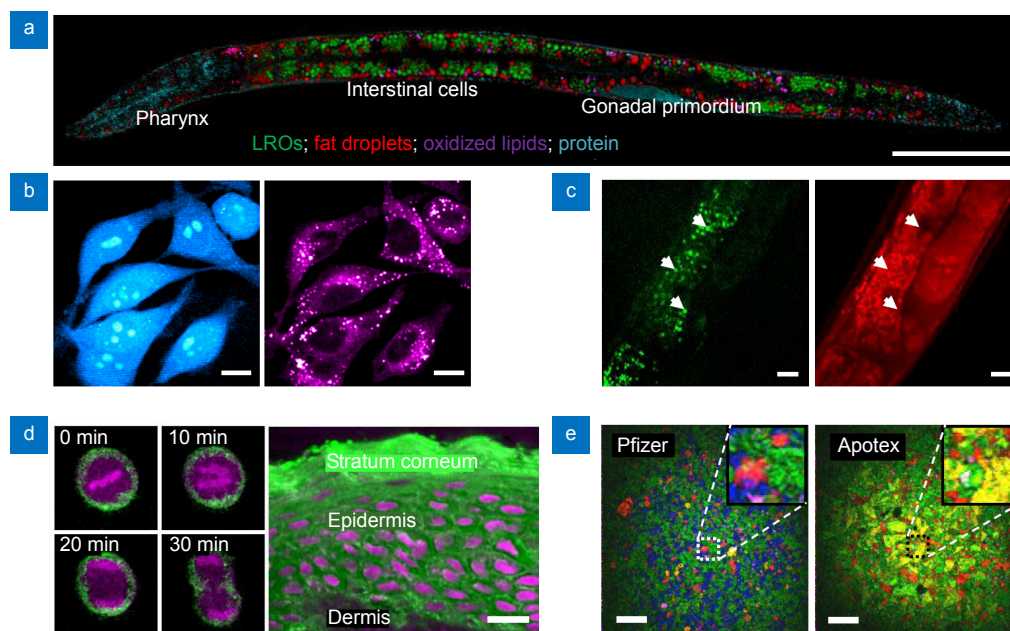 a
Pharynx
Interstinal cells
Gonadal primordium
LROs; fat droplets; oxidized lipids; protein
b
c
d
0 min
10 min
20 min
30 min
Stratum corneum
Epidermis
Dermis
e
Pfizer
Apotex